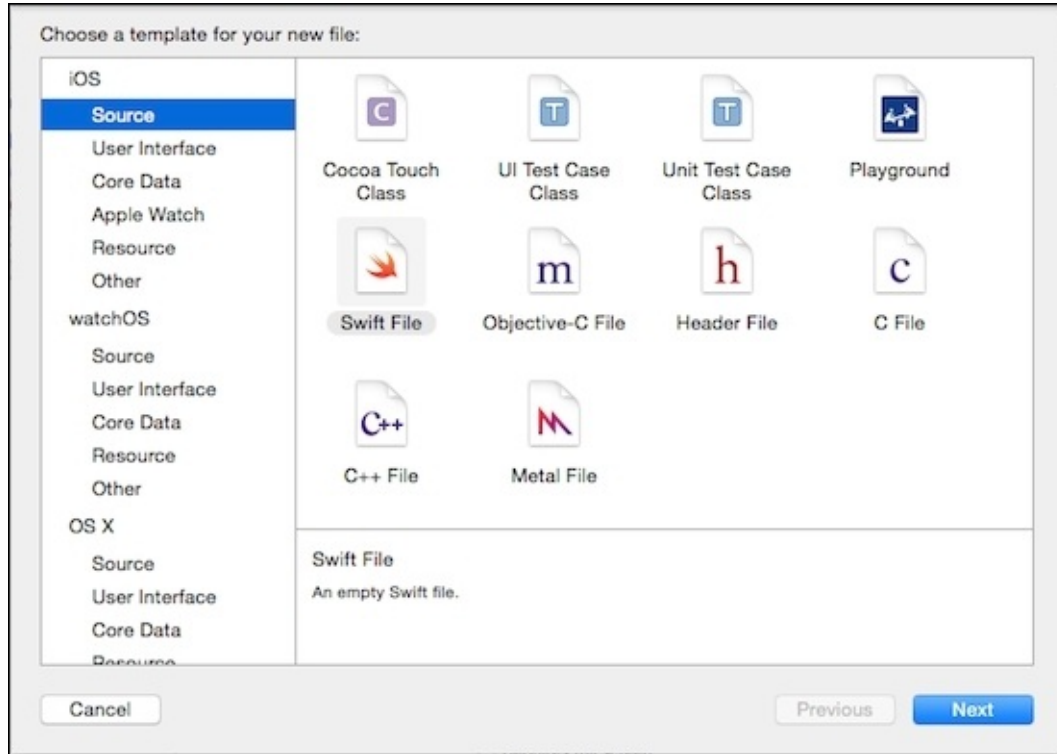 Choose a template for your new file:
iOS
Source
User Interface
Core Data
Apple Watch
Resource
Other
watchOS
Source
User Interface
Core Data
Resource
Other
OS X
Source
User Interface
Core Data
Resource
C
Cocoa Touch
Class
T
UI Test Case
Class
T
Unit Test Case
Class
Playground
Swift File
m
Objective-C File
h
Header File
c
C File
C++
C++ File
Metal File
Swift File
An empty Swift file.
Cancel
Previous
Next